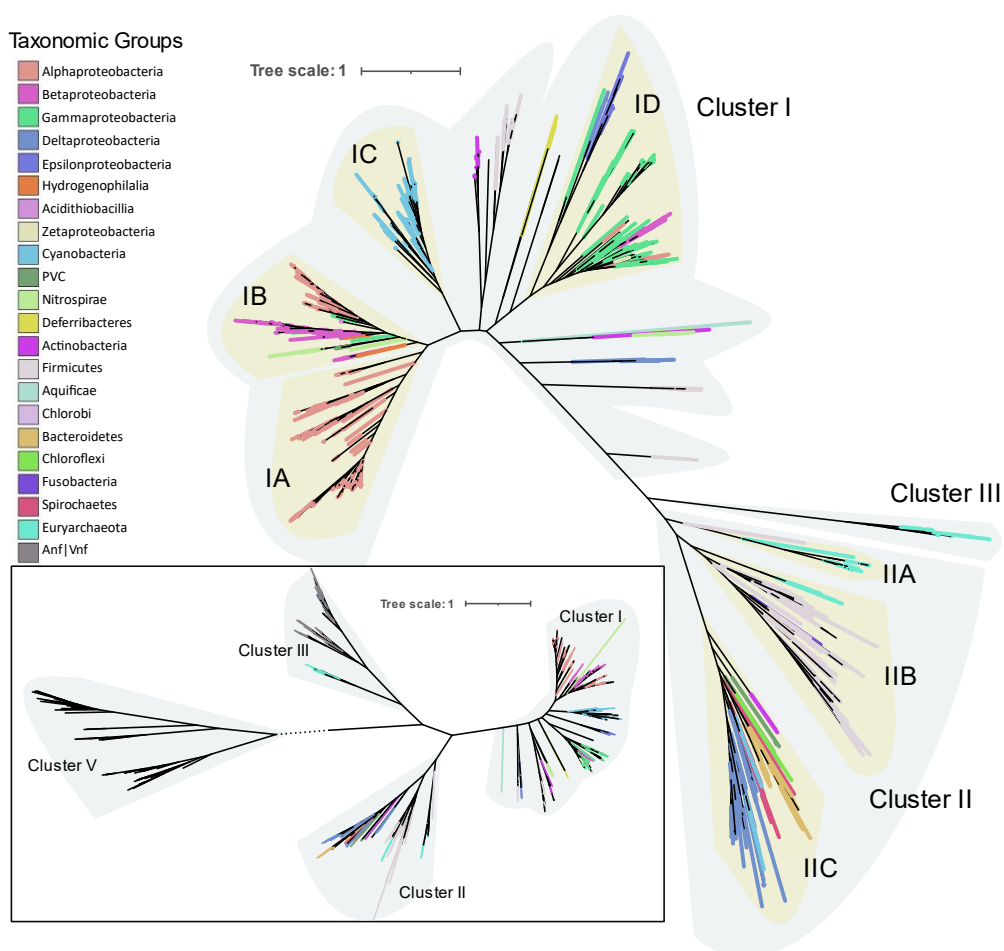 Taxonomic Groups
Alphaproteobacteria
Betaproteobacteria
Gammaproteobacteria
Deltaproteobacteria
Epsilonproteobacteria
Hydrogenophilalia
Acidithiobacillia
Zetaproteobacteria
Cyanobacteria
PVC
Nitrospirae
Deferribacteres
Actinobacteria
Firmicutes
Aquificae
Chlorobi
Bacteroidetes
Chloroflexi
Fusobacteria
Spirochaetes
Euryarchaeota
Anf|Vnf
Tree scale: 1
ID
Cluster I
IC
IB
IA
Cluster III
IIA
IIB
Cluster II
IIC
Tree scale: 1
Cluster I
Cluster III
Cluster V
Cluster II